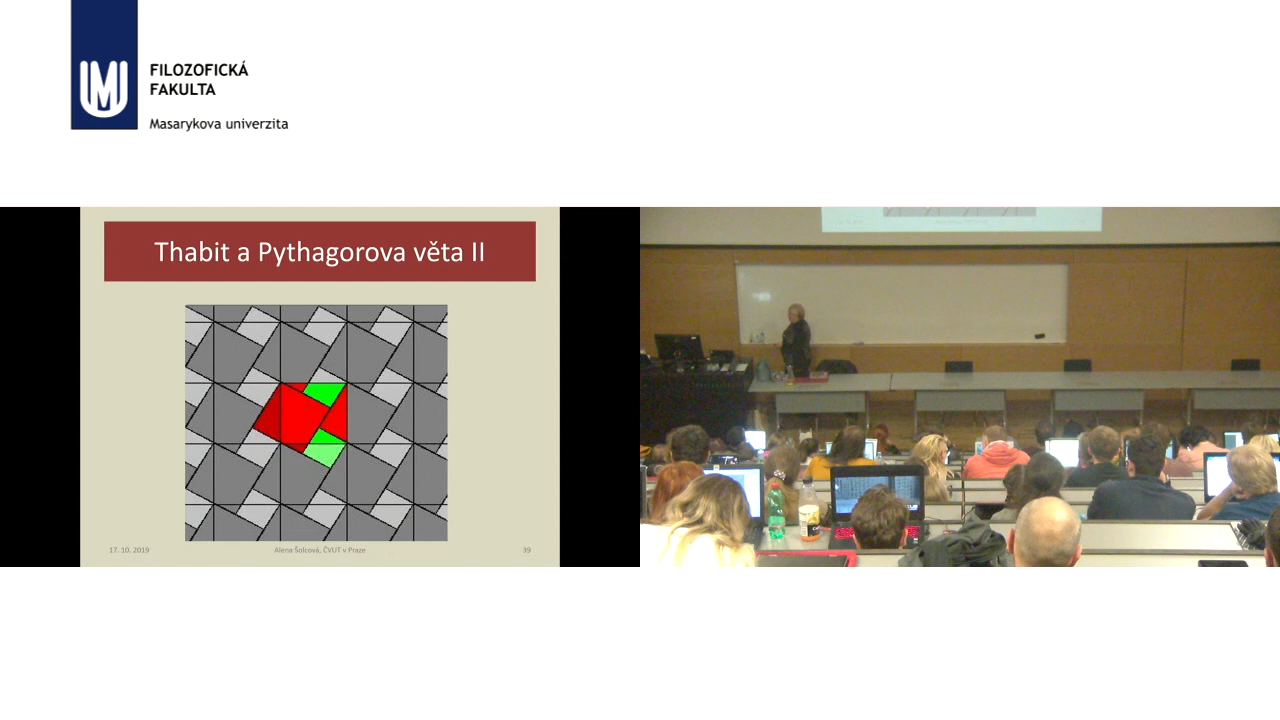 FILOZOFICKÁ
FAKULTA
Masarykova univerzita
Thabit a Pythagorova věta II
17. 10. 2019
Alena Šolcová, ČVUT v Praze
39